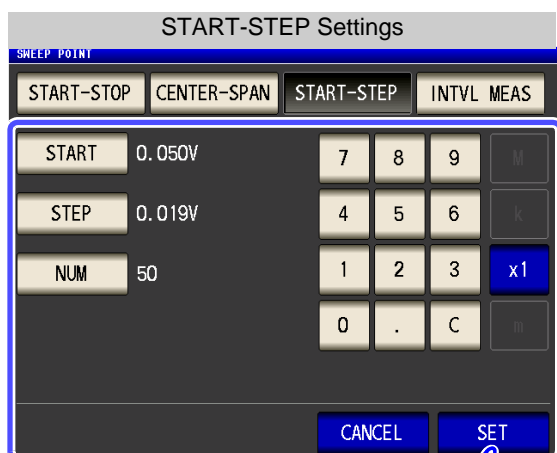 START-STEP Settings
SWEEP POINT
START-STOP CENTER-SPAN START-STEP INTVL MEAS
START 0.050V 7 8 9 M
STEP 0.019V 4 5 6 k
NUM 50 1 2 3 x1
0 . C m
CANCEL SET